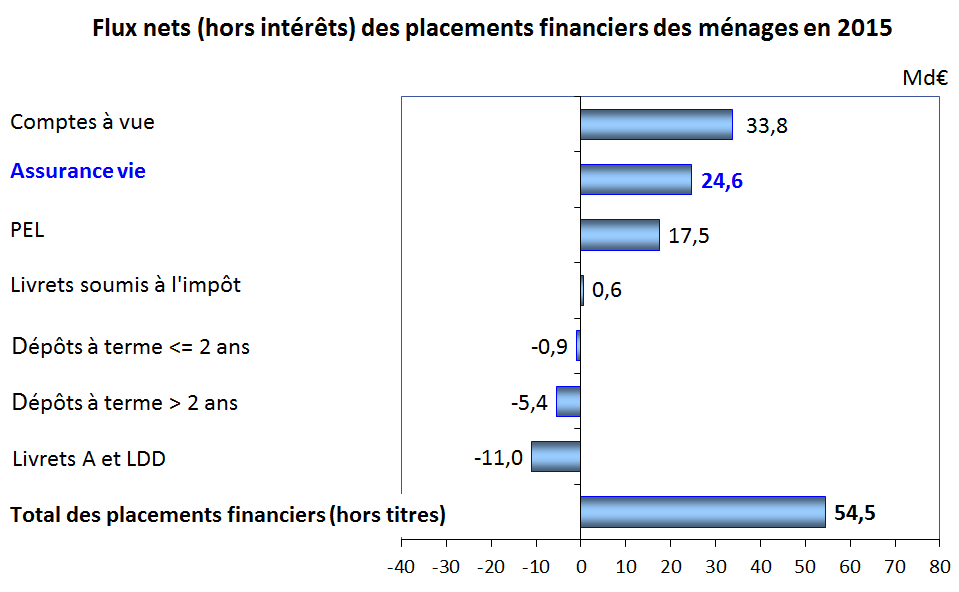 Flux nets (hors intérêts) des placements financiers des ménages en 2015
Md€
Comptes à vue 33,8
Assurance vie 24,6
PEL 17,5
Livrets soumis à l'impôt 0,6
Dépôts à terme <= 2 ans -0,9
Dépôts à terme > 2 ans -5,4
Livrets A et LDD -11,0
Total des placements financiers (hors titres) 54,5
-40 -30 -20 -10 0 10 20 30 40 50 60 70 80